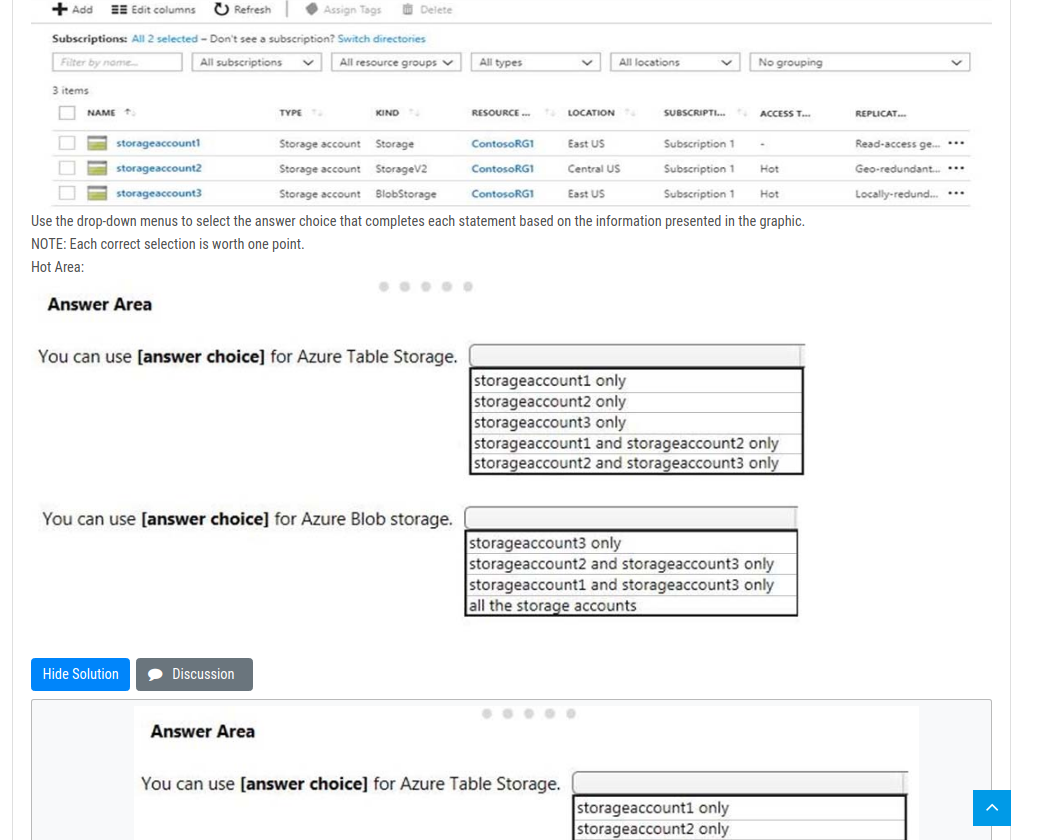 Add Edit columns Refresh Assign Tags Delete
Subscriptions: All 2 selected – Don't see a subscription? Switch directories
Filter by name... All subscriptions All resource groups All types All locations No grouping
3 items
NAME TYPE KIND RESOURCE ... LOCATION SUBSCRIPTI... ACCESS T... REPLICAT...
storageaccount1 Storage account Storage ContosoRG1 East US Subscription 1 - Read-access ge... •••
storageaccount2 Storage account StorageV2 ContosoRG1 Central US Subscription 1 Hot Geo-redundant... •••
storageaccount3 Storage account BlobStorage ContosoRG1 East US Subscription 1 Hot Locally-redund... •••
Use the drop-down menus to select the answer choice that completes each statement based on the information presented in the graphic.
NOTE: Each correct selection is worth one point.
Hot Area:
Answer Area
You can use [answer choice] for Azure Table Storage.
storageaccount1 only
storageaccount2 only
storageaccount3 only
storageaccount1 and storageaccount2 only
storageaccount2 and storageaccount3 only
You can use [answer choice] for Azure Blob storage.
storageaccount3 only
storageaccount2 and storageaccount3 only
storageaccount1 and storageaccount3 only
all the storage accounts
Hide Solution Discussion
Answer Area
You can use [answer choice] for Azure Table Storage.
storageaccount1 only
storageaccount2 only